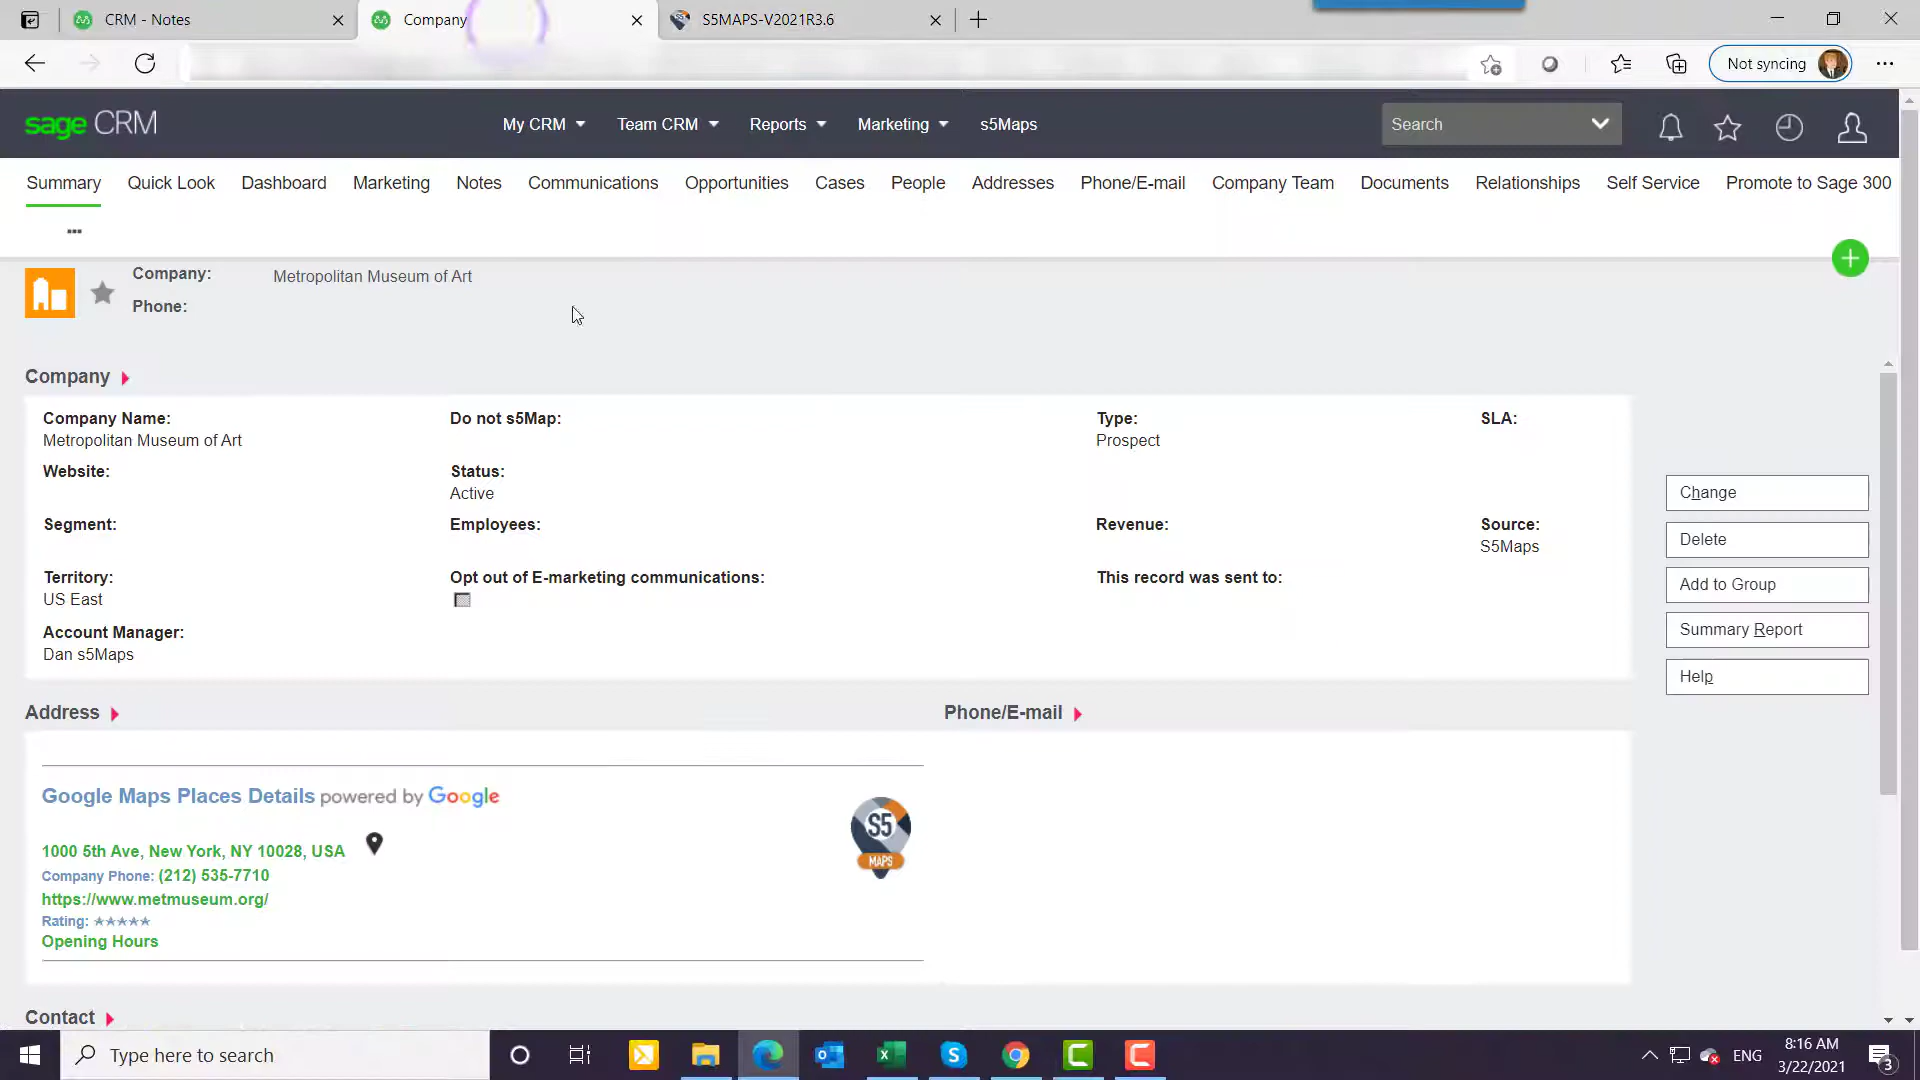 CRM - Notes
Company
S5MAPS-V2021R3.6
Not syncing
sage CRM
My CRM
Team CRM
Reports
Marketing
s5Maps
Search
Summary
Quick Look
Dashboard
Marketing
Notes
Communications
Opportunities
Cases
People
Addresses
Phone/E-mail
Company Team
Documents
Relationships
Self Service
Promote to Sage 300
Company: Metropolitan Museum of Art
Phone:
Company
Company Name:
Metropolitan Museum of Art
Do not s5Map:
Type:
Prospect
SLA:
Website:
Status:
Active
Segment:
Employees:
Revenue:
Source:
S5Maps
Territory:
US East
Opt out of E-marketing communications:
This record was sent to:
Account Manager:
Dan s5Maps
Change
Delete
Add to Group
Summary Report
Help
Address
Phone/E-mail
Google Maps Places Details powered by Google
1000 5th Ave, New York, NY 10028, USA
Company Phone: (212) 535-7710
https://www.metmuseum.org/
Rating: ★★★★★
Opening Hours
S5
MAPS
Contact
Type here to search
ENG
8:16 AM
3/22/2021
3